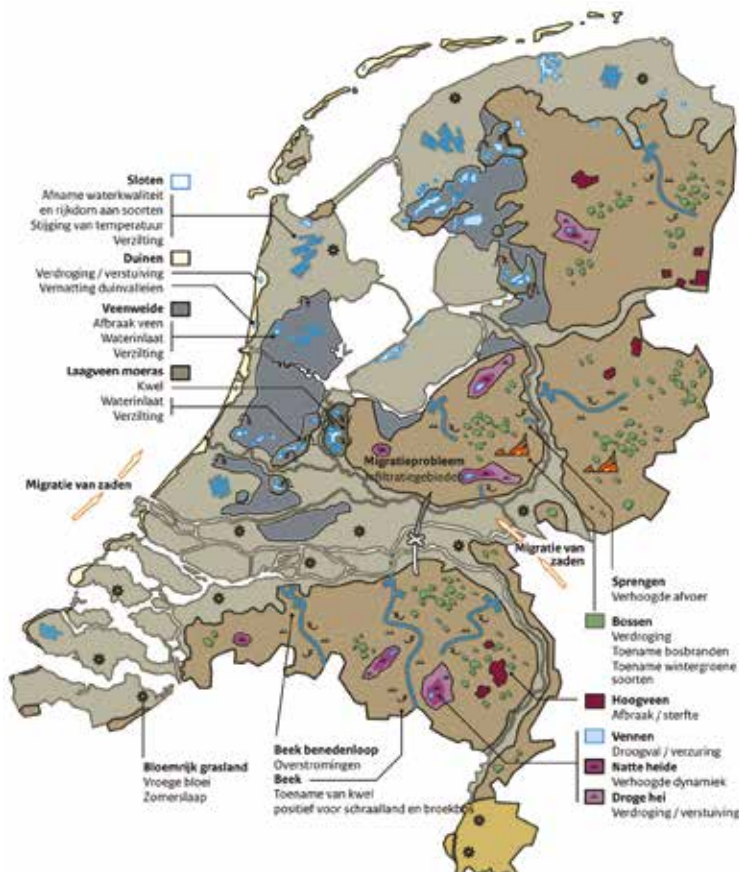 Sloten
Afname waterkwaliteit
en rijkdom aan soorten
Stijging van temperatuur
Verzilting
Duinen
Verdroging / verstuiving
Vernatting duinvalleien
Veenweide
Afbraak veen
Waterinlaat
Verzilting
Laagveen moeras
Kwel
Waterinlaat
Verzilting
Migratie van zaden
Migratieprobleem
infiltratiegebieden
Migratie van
zaden
Sprengen
Verhoogde afvoer
Bossen
Verdroging
Toename bosbranden
Toename wintergroene
soorten
Hoogveen
Afbraak / sterfte
Vennen
Droogval / verzuring
Natte heide
Verhoogde dynamiek
Droge hei
Verdroging / verstuiving
Beek benedenloop
Overstromingen
Beek
Toename van kwel
positief voor schraalland en
Bloemrijk grasland
Vroege bloei
Zomerslaap